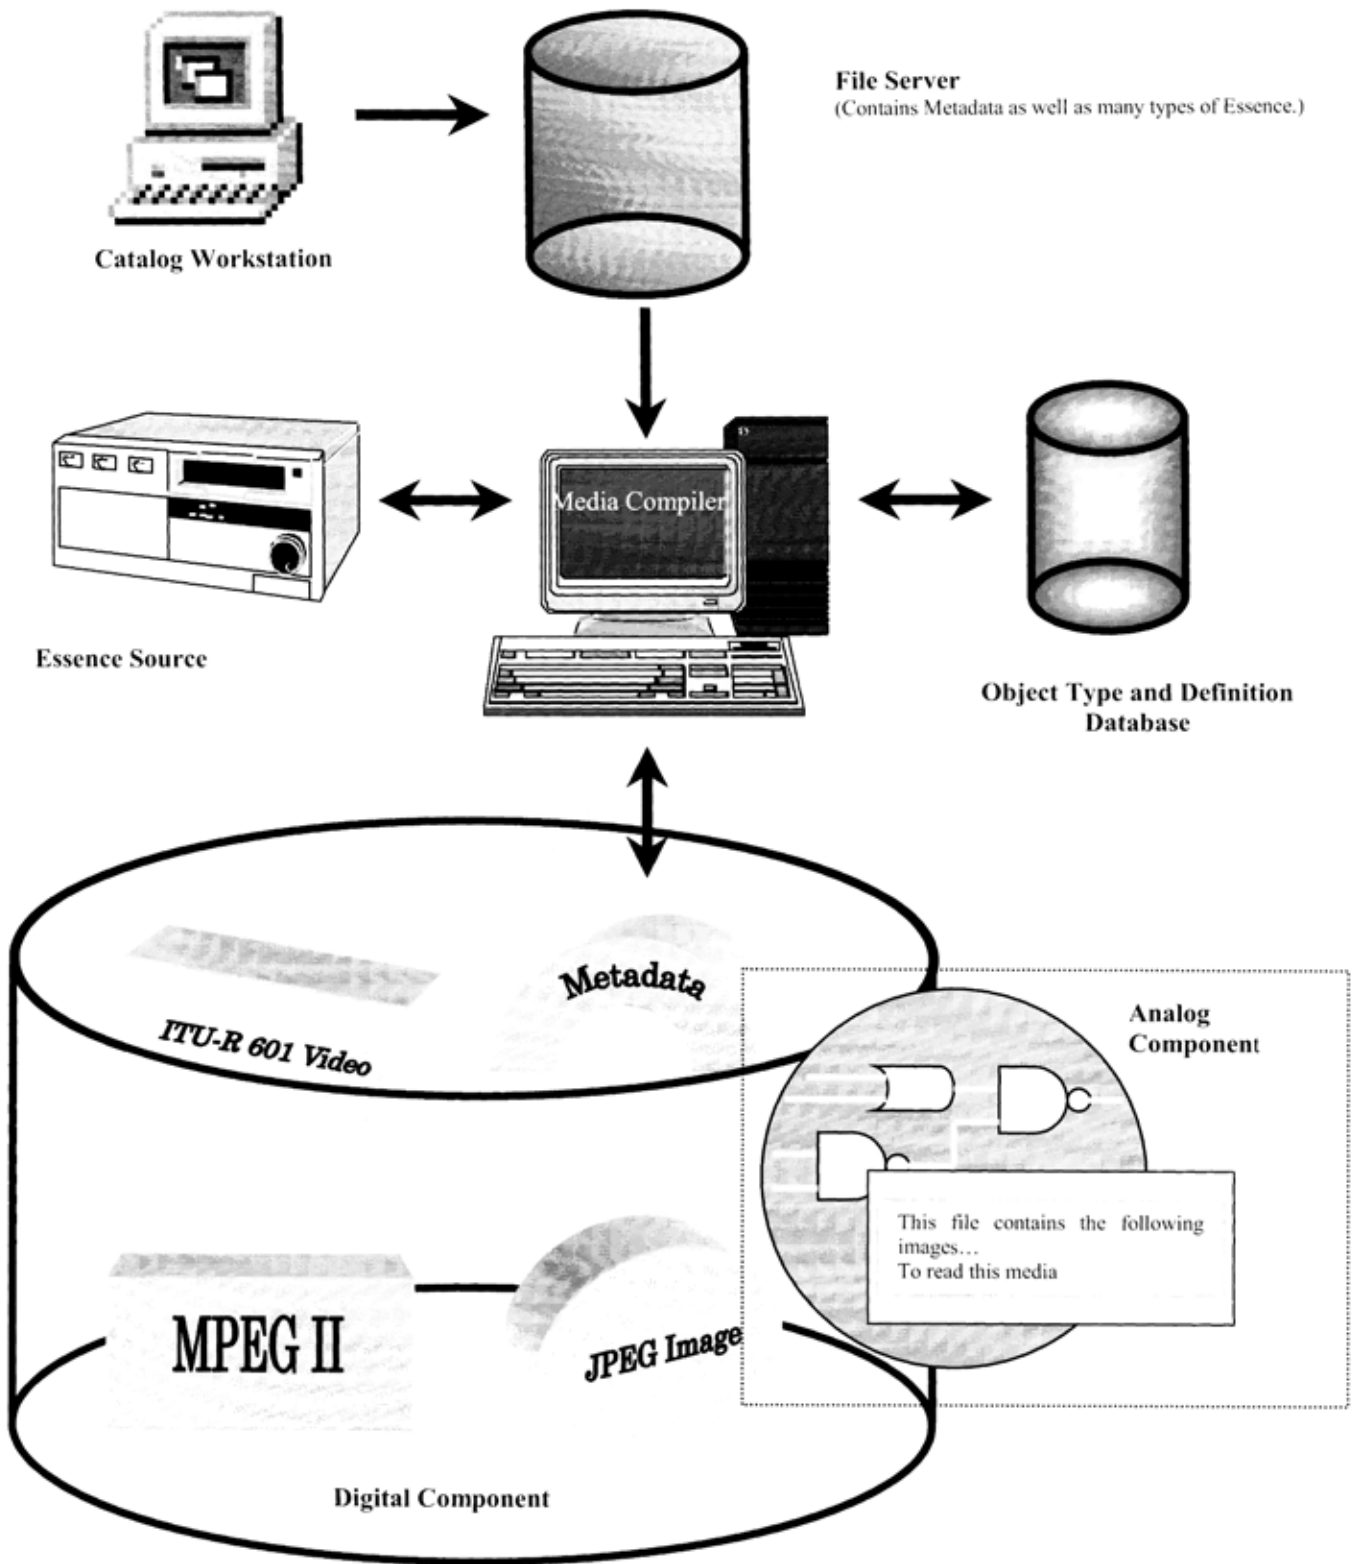 File Server
(Contains Metadata as well as many types of Essence.)
Catalog Workstation
Media Compiler
Essence Source
Object Type and Definition
Database
Metadata
ITU-R 601 Video
Analog
Component
This file contains the following
images...
To read this media
MPEG II
JPEG Image
Digital Component